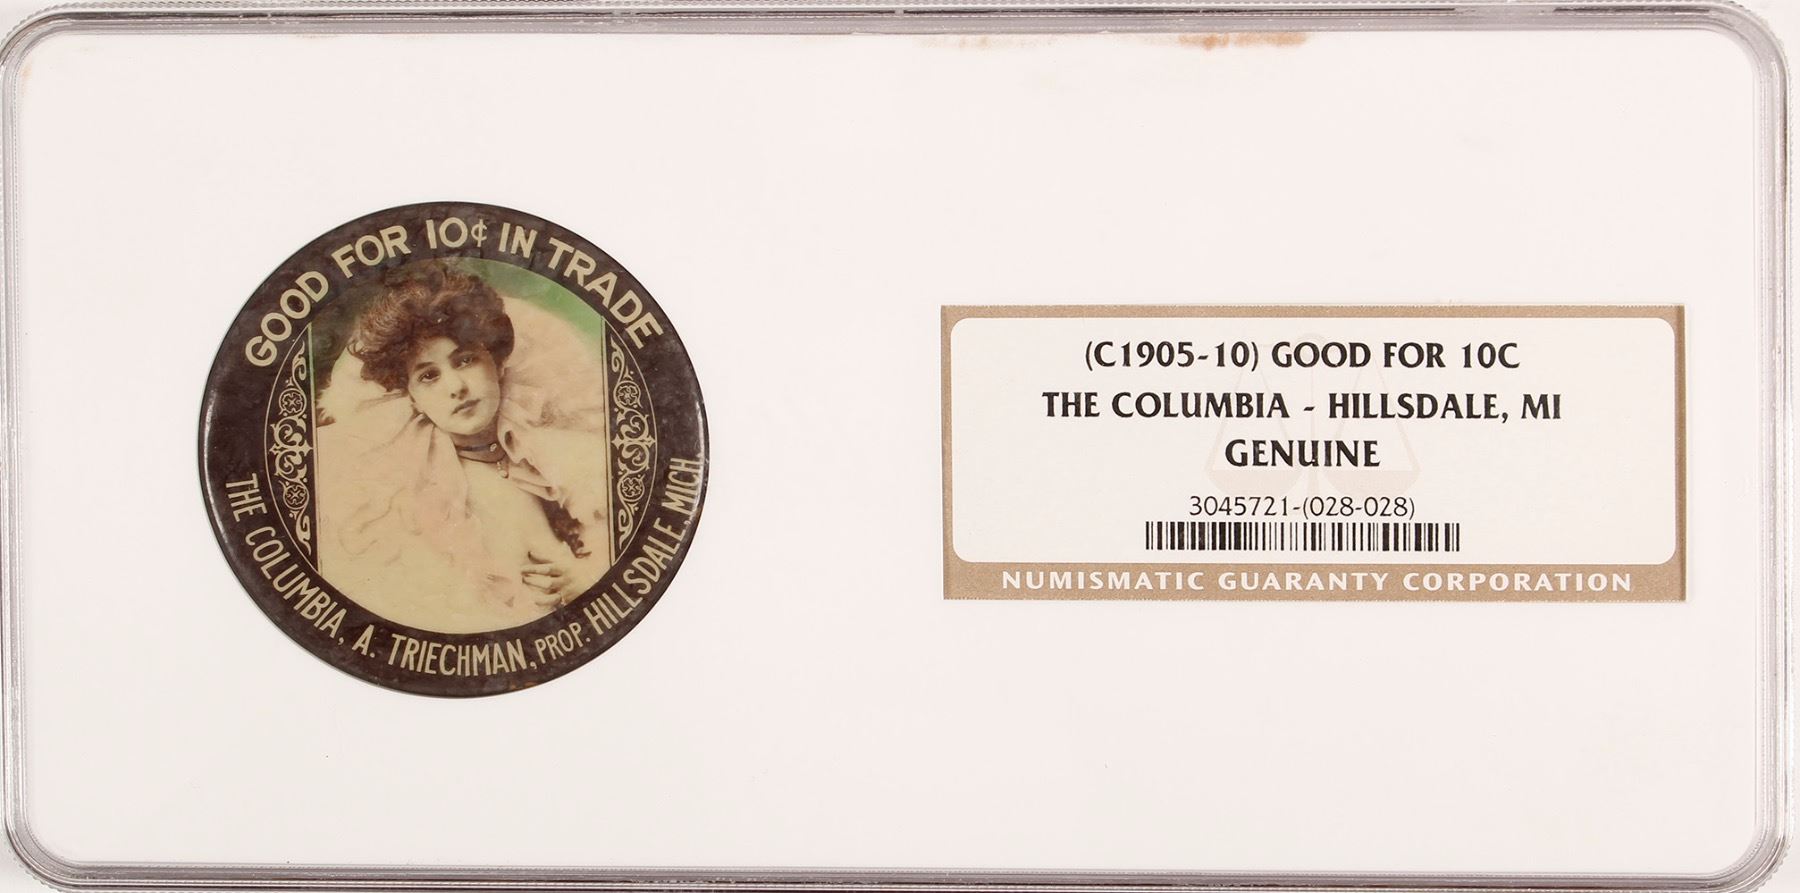 GOOD FOR 10¢ IN TRADE
THE COLUMBIA, A. TRIECHMAN, PROP. HILLSDALE, MICH.
(C1905-10) GOOD FOR 10C
THE COLUMBIA - HILLSDALE, MI
GENUINE
3045721-(028-028)
NUMISMATIC GUARANTY CORPORATION